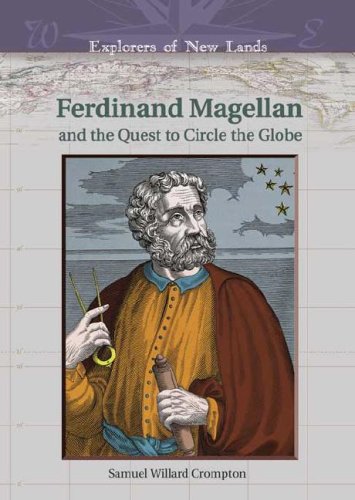 W
E
Explorers of New Lands
Ferdinand Magellan
and the Quest to Circle the Globe
Samuel Willard Crompton